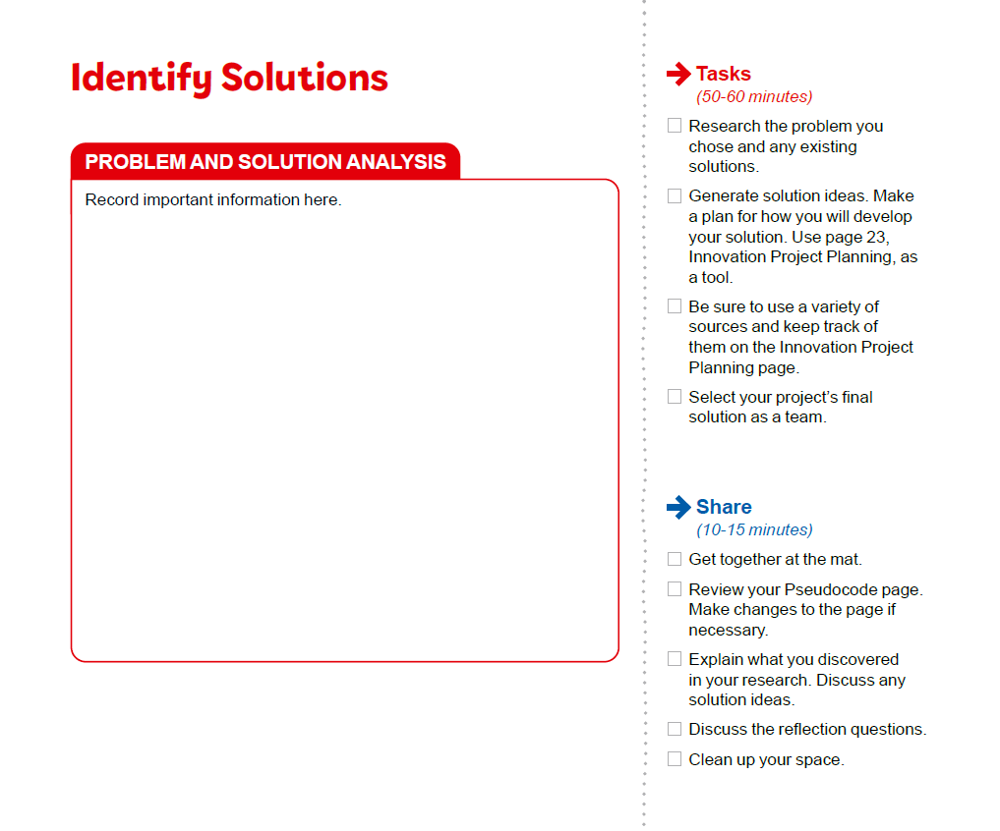 Identify Solutions
PROBLEM AND SOLUTION ANALYSIS
Record important information here.
Tasks
(50-60 minutes)
Research the problem you
chose and any existing
solutions.
Generate solution ideas. Make
a plan for how you will develop
your solution. Use page 23,
Innovation Project Planning, as
a tool.
Be sure to use a variety of
sources and keep track of
them on the Innovation Project
Planning page.
Select your project’s final
solution as a team.
Share
(10-15 minutes)
Get together at the mat.
Review your Pseudocode page.
Make changes to the page if
necessary.
Explain what you discovered
in your research. Discuss any
solution ideas.
Discuss the reflection questions.
Clean up your space.